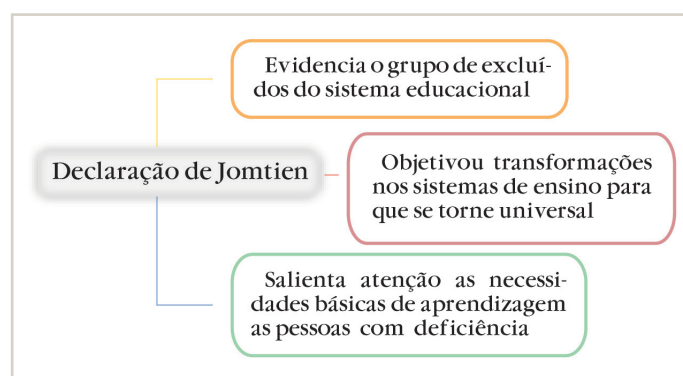 Evidencia o grupo de excluí-
dos do sistema educacional
Declaração de Jomtien
Objetivou transformações
nos sistemas de ensino para
que se torne universal
Salienta atenção as necessi-
dades básicas de aprendizagem
as pessoas com deficiência